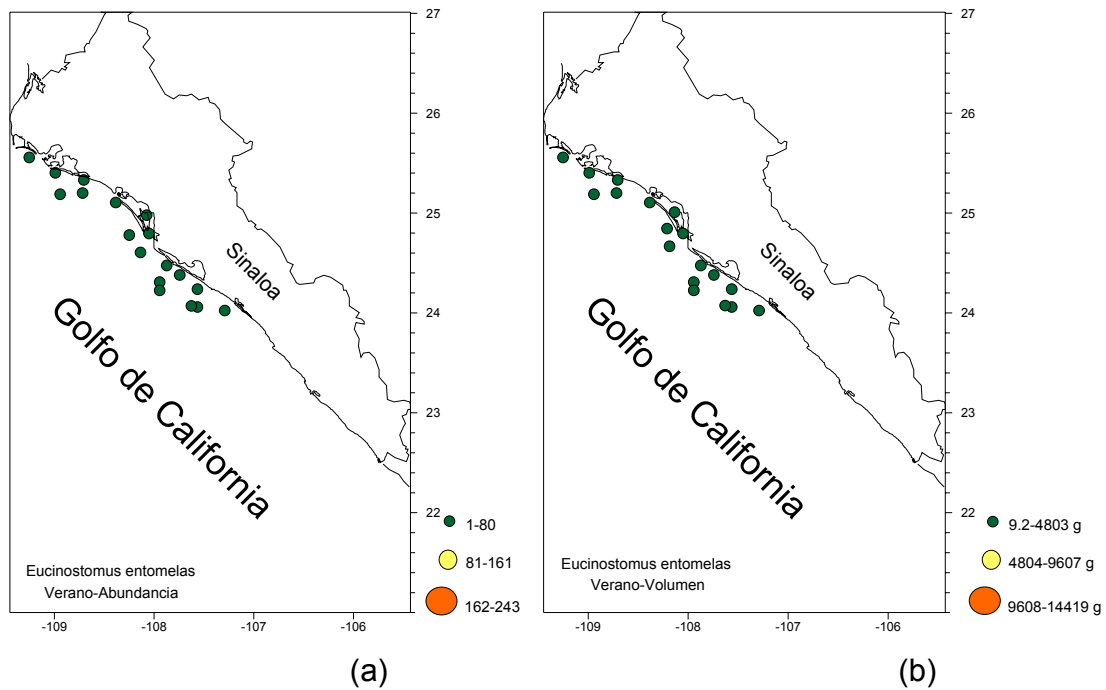 27
26
25
24
23
22
Sinaloa
Golfo de California
1-80
81-161
162-243
Eucinostomus entomelas
Verano-Abundancia
-109
-108
-107
-106
(a)
27
26
25
24
23
22
Sinaloa
Golfo de California
9.2-4803 g
4804-9607 g
9608-14419 g
Eucinostomus entomelas
Verano-Volumen
-109
-108
-107
-106
(b)